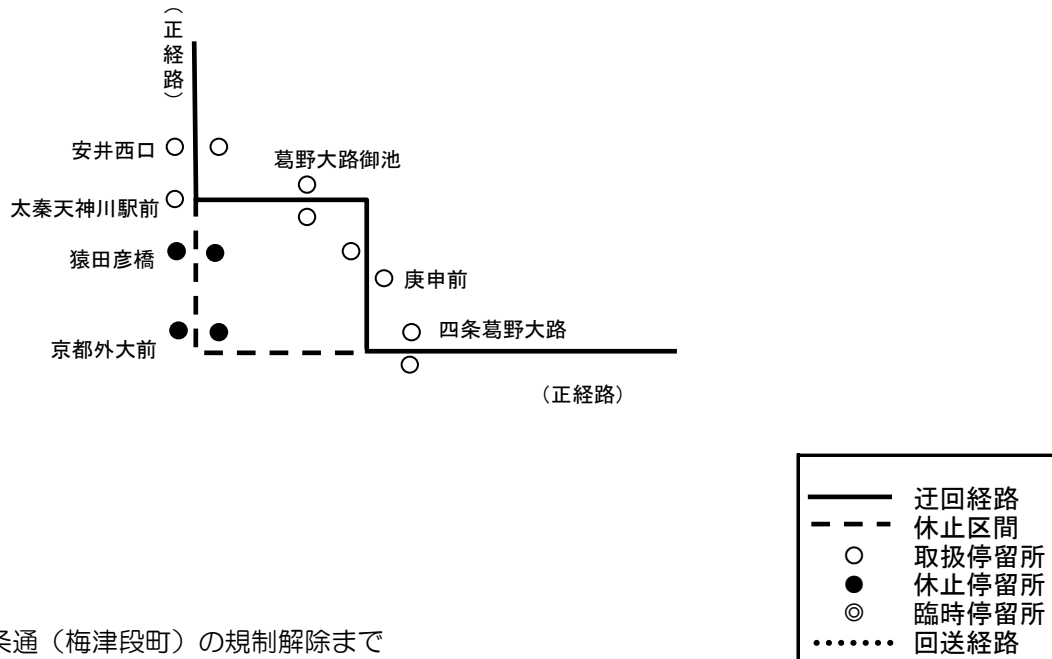 （正経路）
安井西口
葛野大路御池
太秦天神川駅前
猿田彦橋
庚申前
四条葛野大路
京都外大前
（正経路）
迂回経路
休止区間
取扱停留所
休止停留所
臨時停留所
条通（梅津段町）の規制解除まで
回送経路